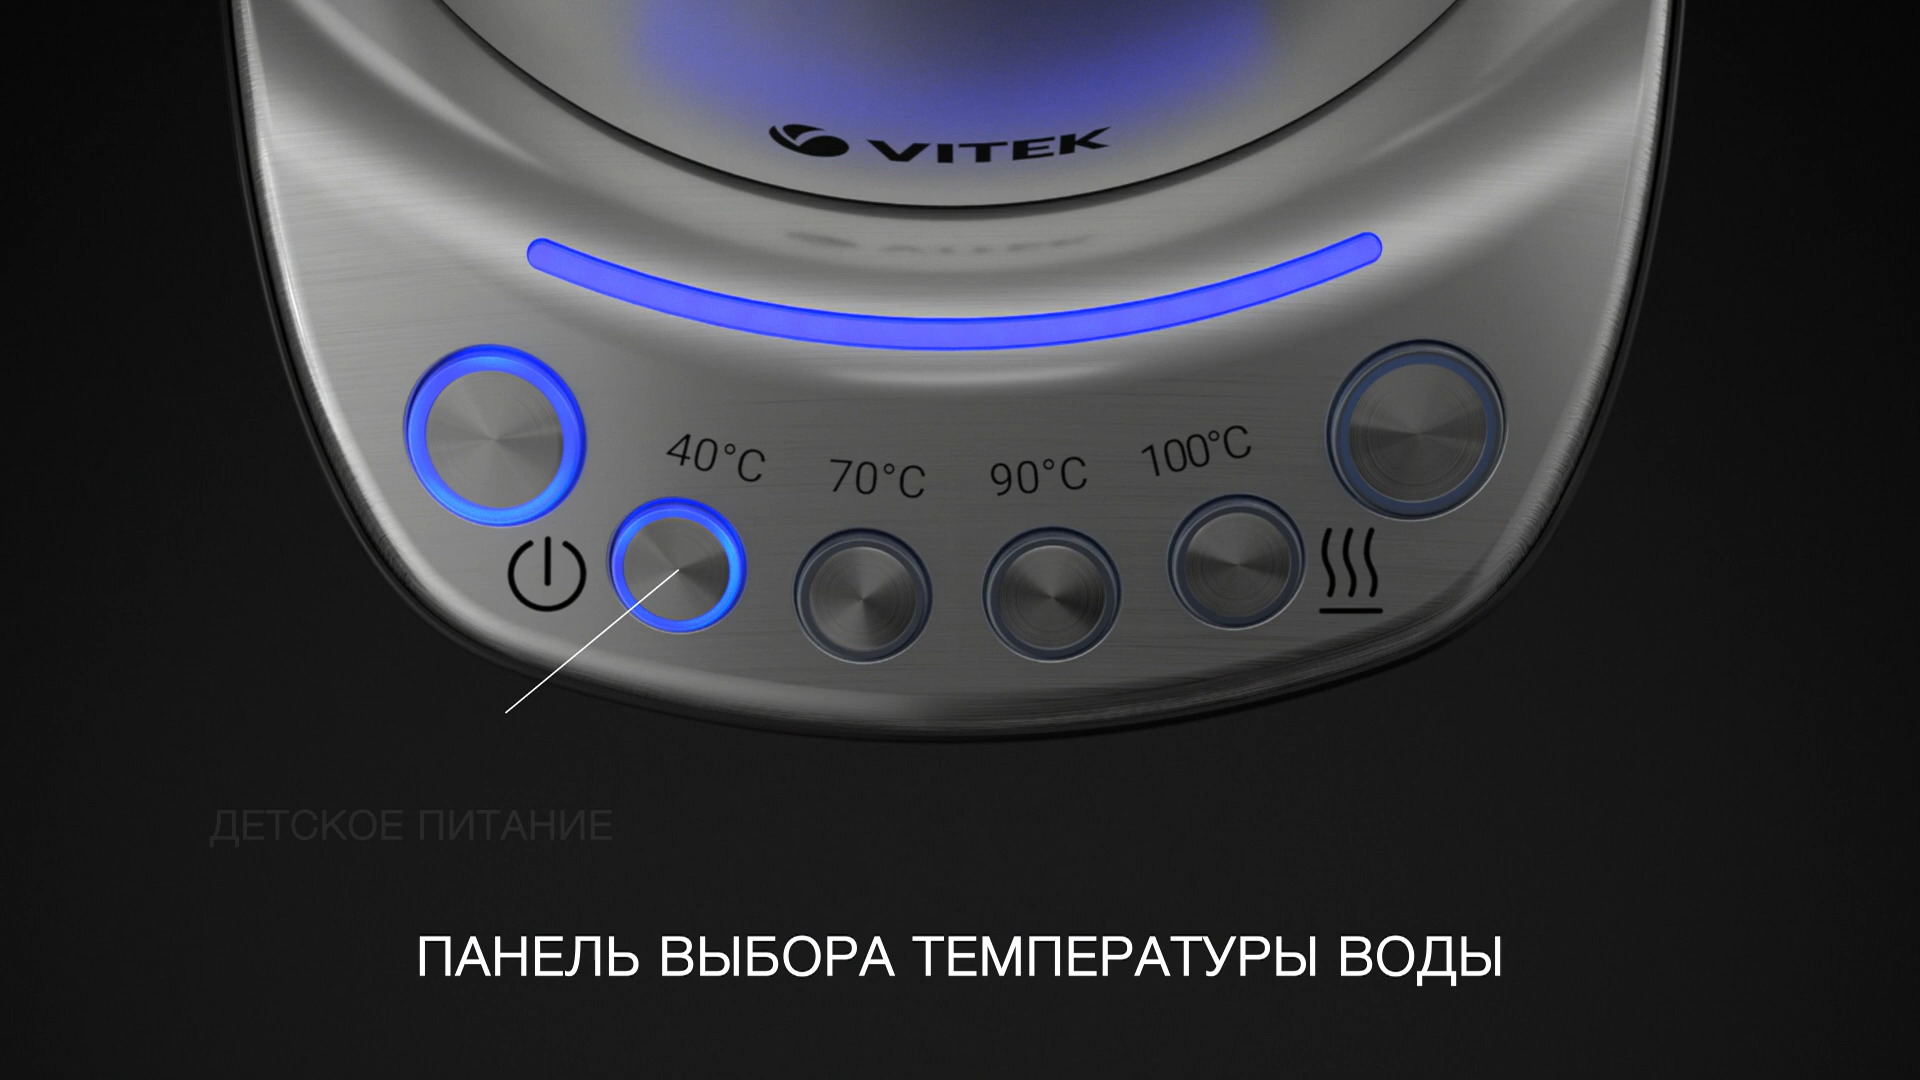 VITEK
40°C
70°C
90°C
100°C
ДЕТСКОЕ ПИТАНИЕ
ПАНЕЛЬ ВЫБОРА ТЕМПЕРАТУРЫ ВОДЫ